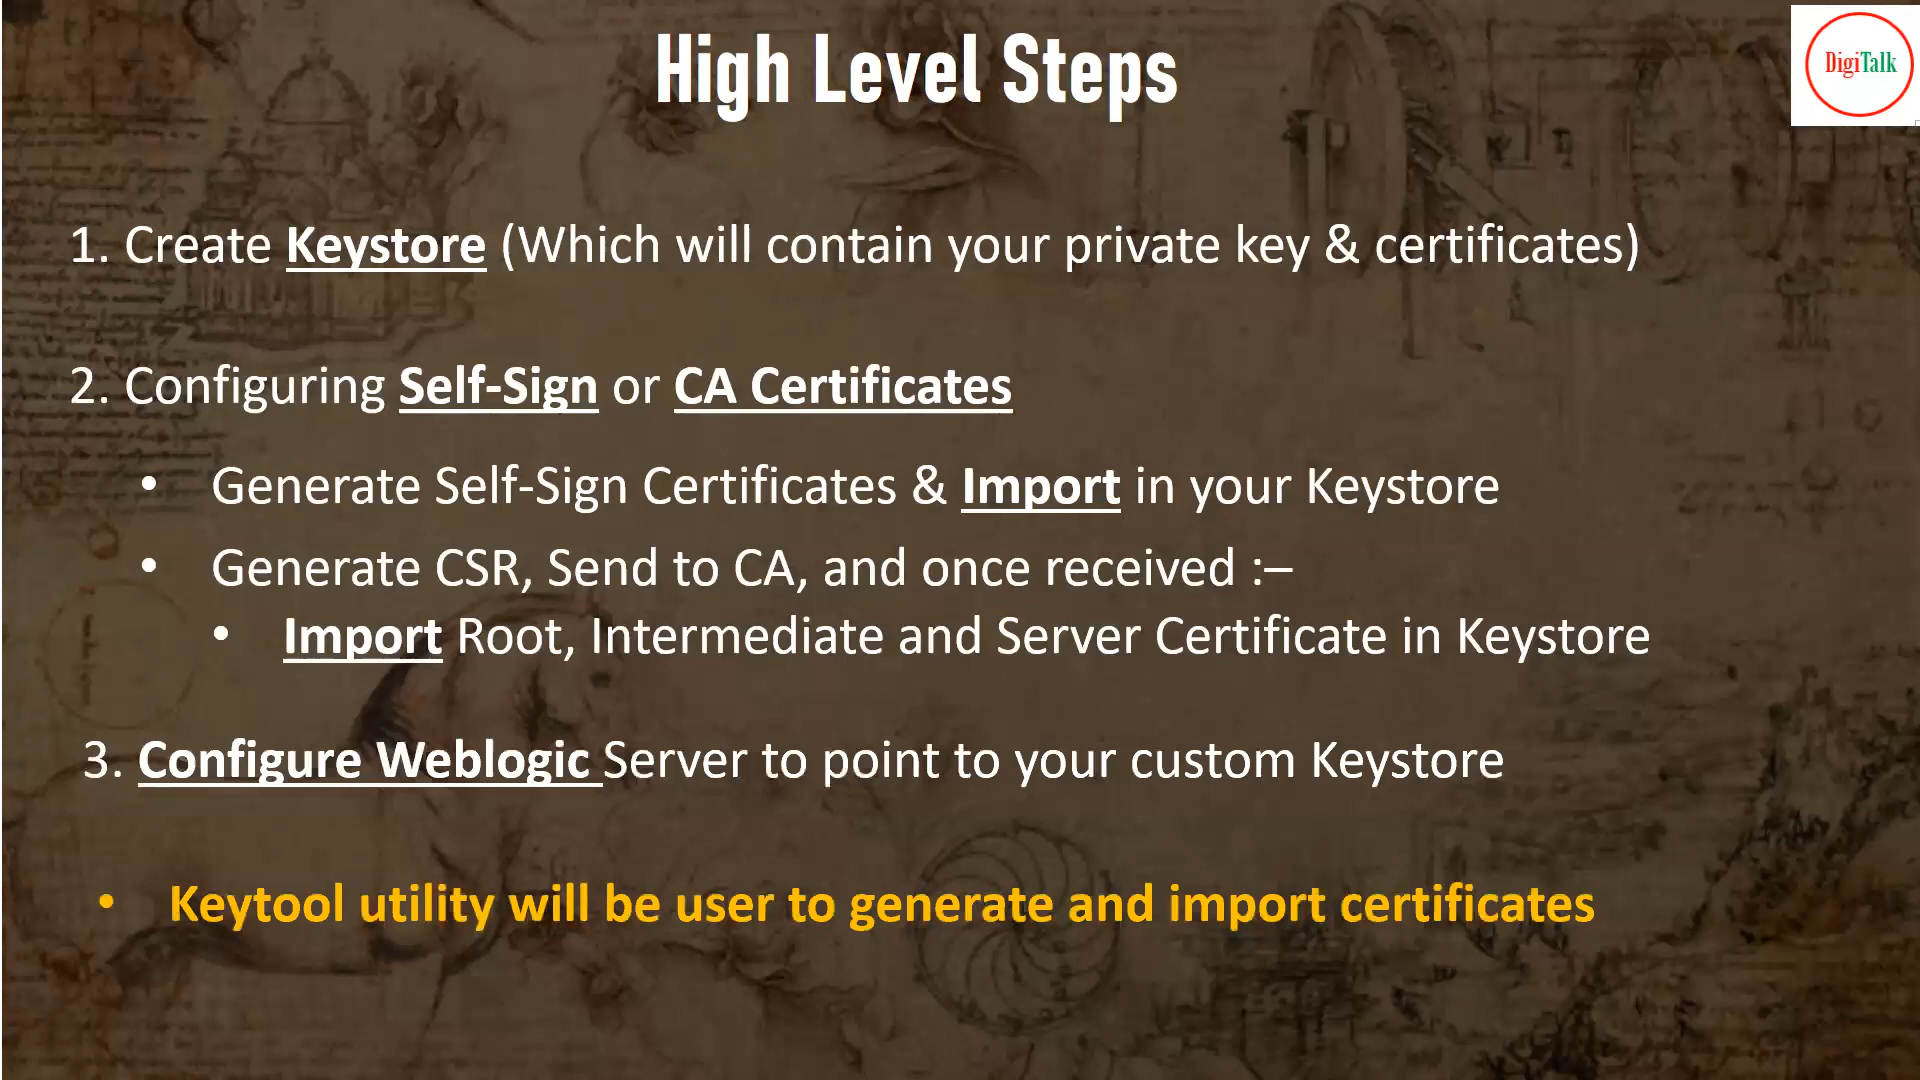 High Level Steps
DigiTalk
1. Create Keystore (Which will contain your private key & certificates)
2. Configuring Self-Sign or CA Certificates
• Generate Self-Sign Certificates & Import in your Keystore
• Generate CSR, Send to CA, and once received :–
• Import Root, Intermediate and Server Certificate in Keystore
3. Configure Weblogic Server to point to your custom Keystore
• Keytool utility will be user to generate and import certificates